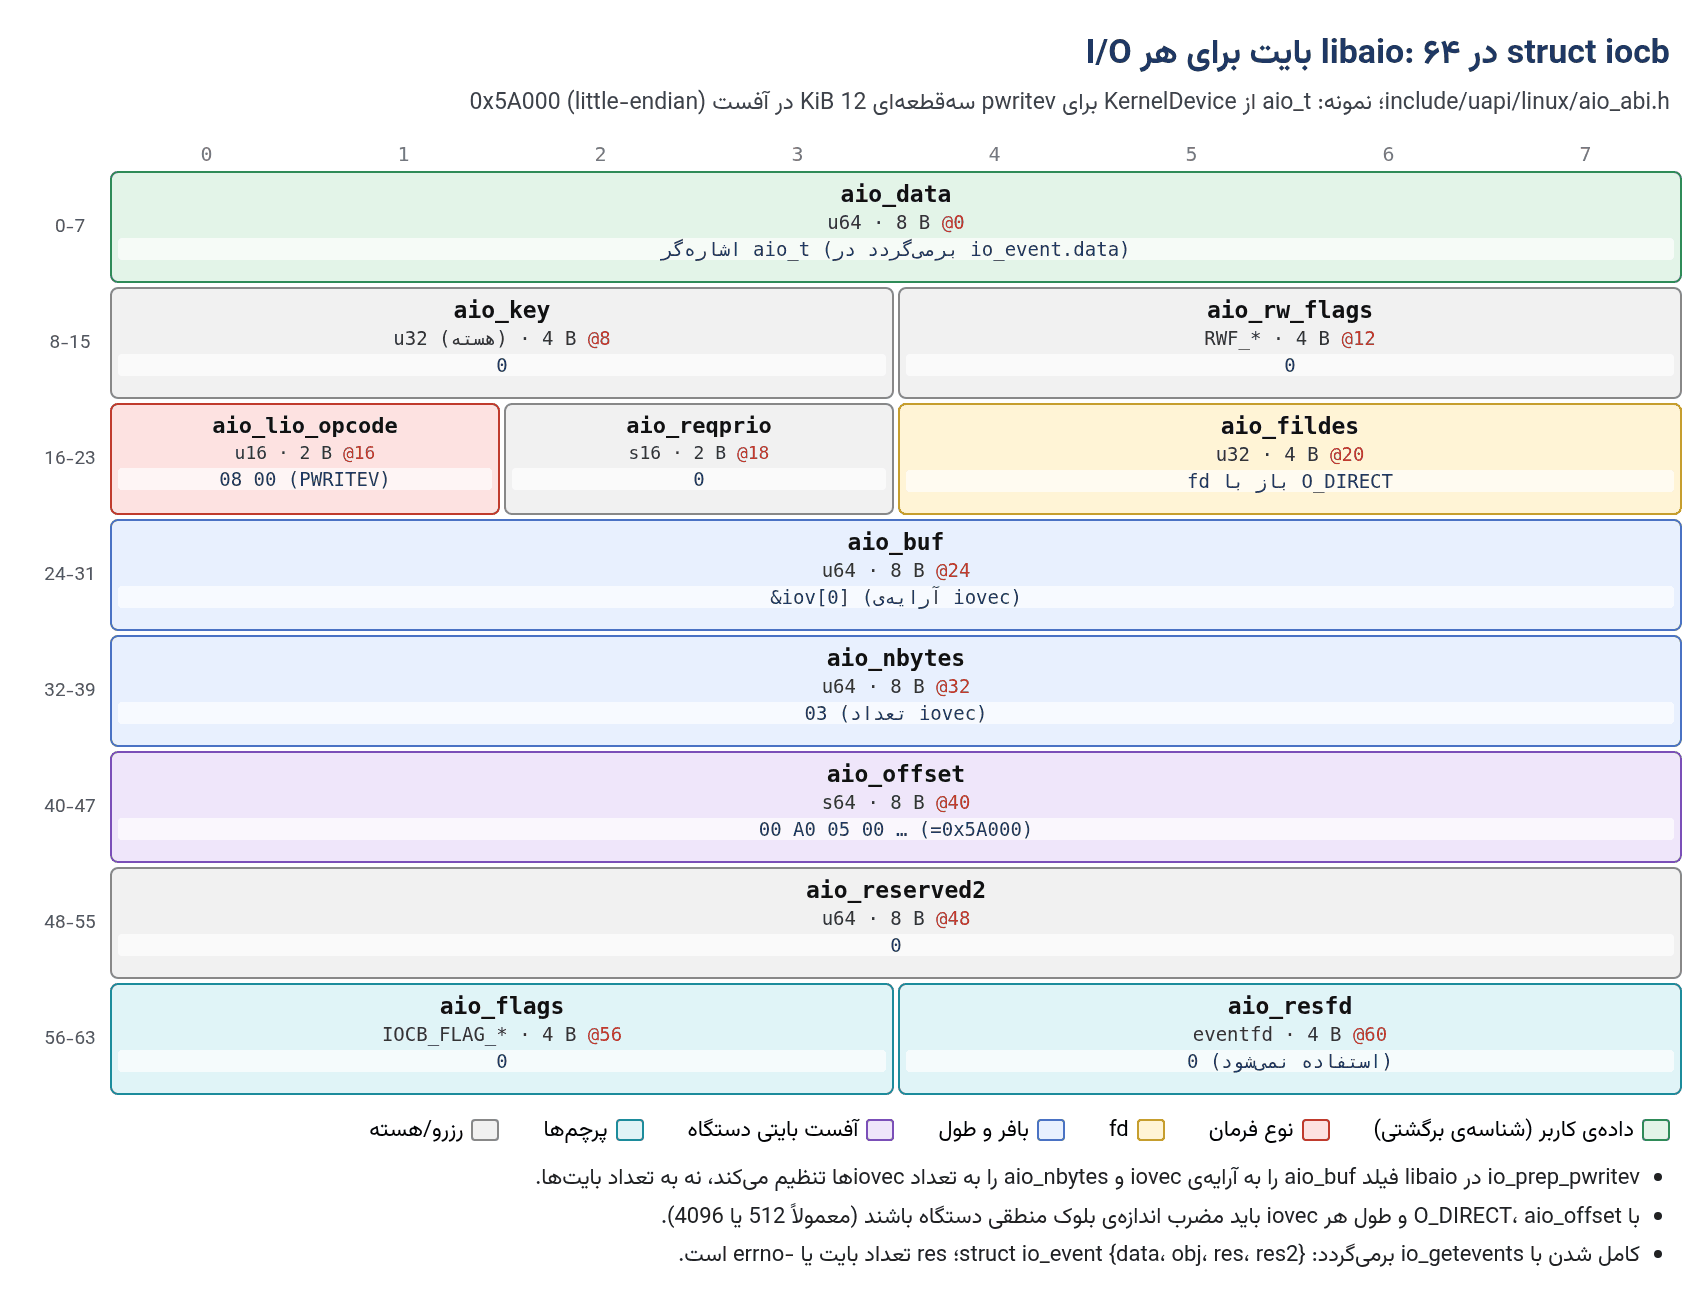 struct iocb در libaio: ۶۴ بایت برای هر I/O
include/uapi/linux/aio_abi.h؛ نمونه: aio_t از KernelDevice برای pwritev سه‌قطعه‌ای 12 KiB در آفست 0x5A000 (little-endian)
0 1 2 3 4 5 6 7
0-7
aio_data
u64 · 8 B @0
اشاره‌گر aio_t (برمی‌گردد در io_event.data)
8-15
aio_key
u32 (هسته) · 4 B @8
0
aio_rw_flags
RWF_* · 4 B @12
0
16-23
aio_lio_opcode
u16 · 2 B @16
08 00 (PWRITEV)
aio_reqprio
s16 · 2 B @18
0
aio_fildes
u32 · 4 B @20
fd باز با O_DIRECT
24-31
aio_buf
u64 · 8 B @24
&iov[0] (آرایه‌ی iovec)
32-39
aio_nbytes
u64 · 8 B @32
03 (تعداد iovec)
40-47
aio_offset
s64 · 8 B @40
00 A0 05 00 … (=0x5A000)
48-55
aio_reserved2
u64 · 8 B @48
0
56-63
aio_flags
IOCB_FLAG_* · 4 B @56
0
aio_resfd
eventfd · 4 B @60
0 (استفاده نمی‌شود)
داده‌ی کاربر (شناسه‌ی برگشتی) نوع فرمان fd بافر و طول آفست بایتی دستگاه پرچم‌ها رزرو/هسته
• io_prep_pwritev در libaio فیلد aio_buf را به آرایه‌ی iovec و aio_nbytes را به تعداد iovecها تنظیم می‌کند، نه به تعداد بایت‌ها.
• با O_DIRECT، aio_offset و طول هر iovec باید مضرب اندازه‌ی بلوک منطقی دستگاه باشند (معمولاً 512 یا 4096).
• کامل شدن با io_getevents برمی‌گردد: struct io_event {data، obj، res، res2}؛ res تعداد بایت یا -errno است.